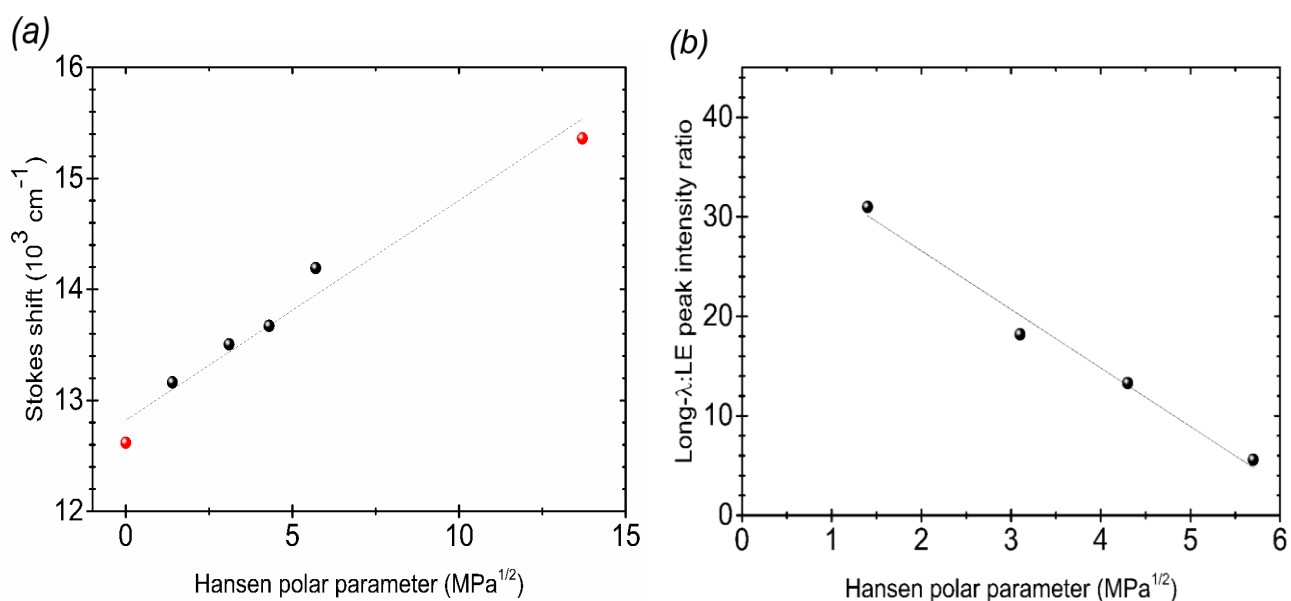 (a)
16
15
14
13
12
Stokes shift (10³ cm⁻¹)
0 5 10 15
Hansen polar parameter (MPa^{1/2})
(b)
40
30
20
10
0
Long-λ:LE peak intensity ratio
0 1 2 3 4 5 6
Hansen polar parameter (MPa^{1/2})